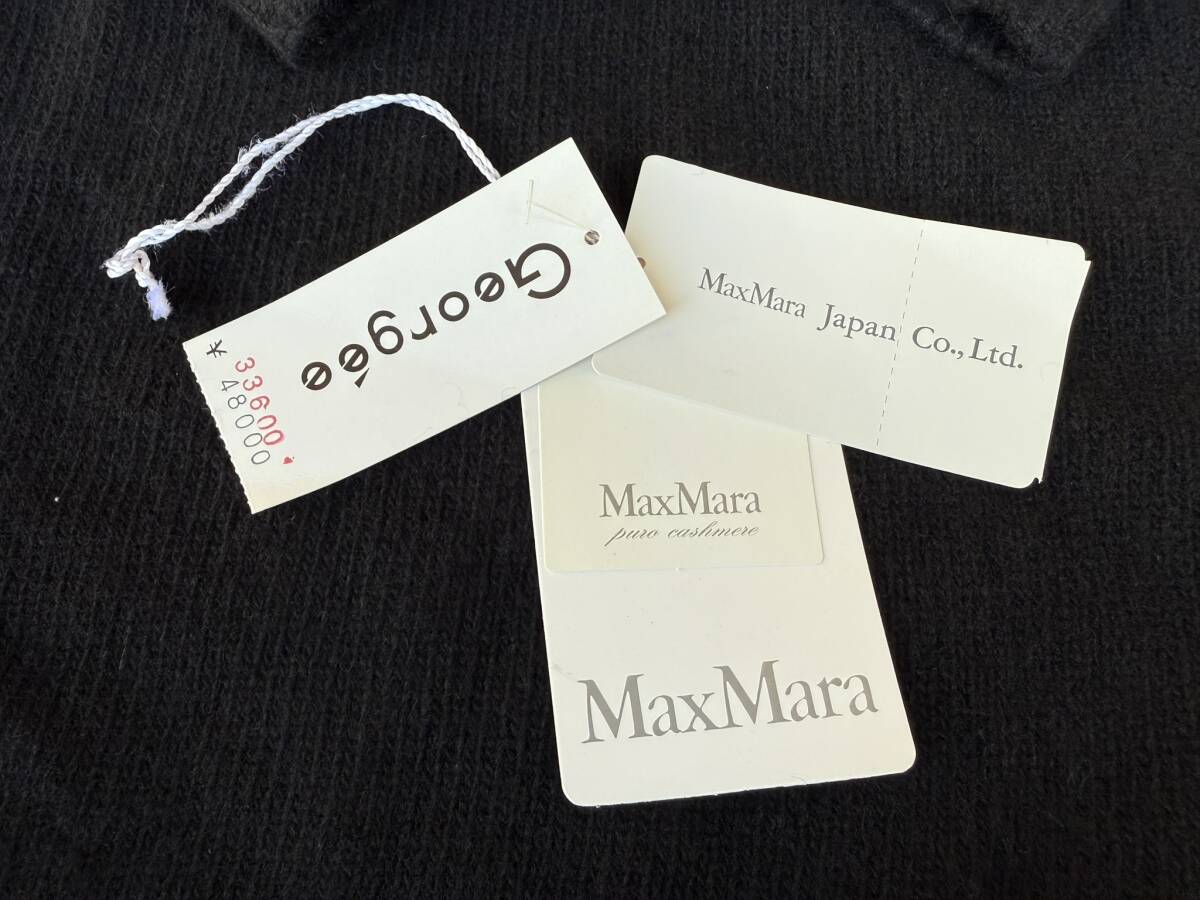 Georgée
¥
33600
48000
MaxMara Japan Co., Ltd.
MaxMara
puro cashmere
MaxMara